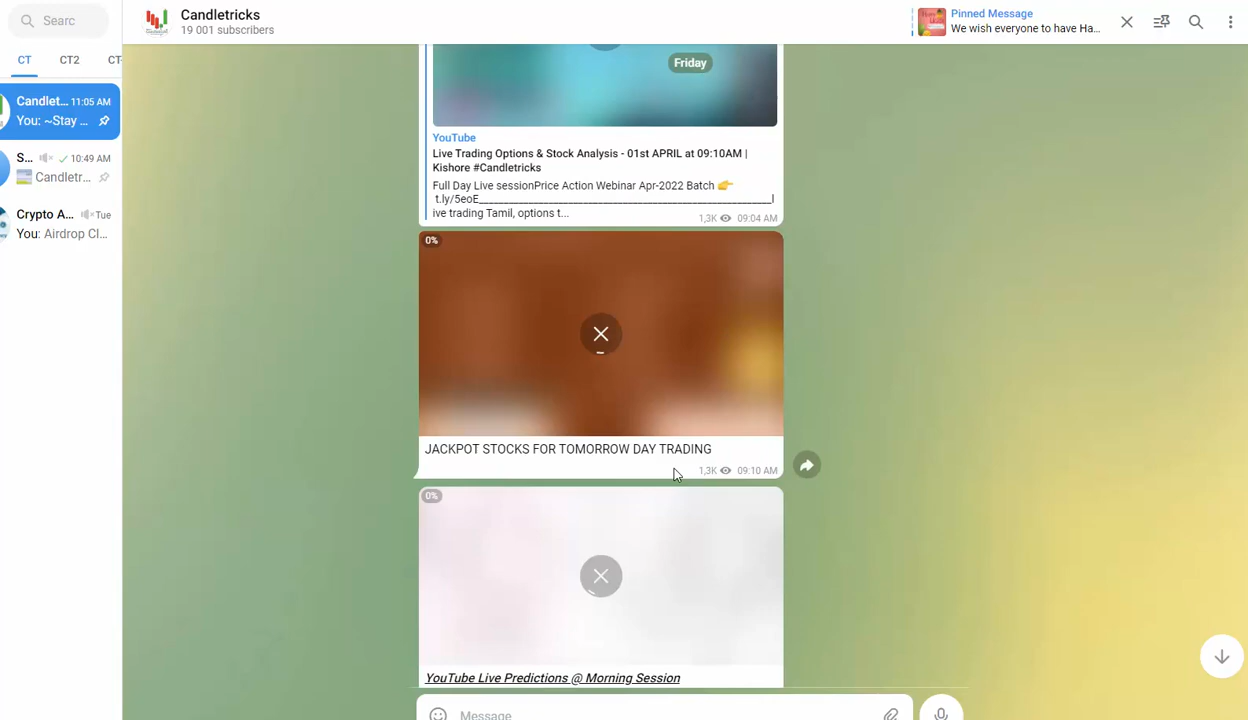 Searc
Candletricks
19 001 subscribers
Pinned Message
We wish everyone to have Ha...
CT
CT2
CT
Candlet... 11:05 AM
You: ~Stay ...
S... 10:49 AM
Candletr...
Crypto A... Tue
You: Airdrop Cl...
Friday
YouTube
Live Trading Options & Stock Analysis - 01st APRIL at 09:10AM |
Kishore #Candletricks
Full Day Live sessionPrice Action Webinar Apr-2022 Batch 👉
t.ly/5eoE_______________________________________________l
ive trading Tamil, options t...
1,3K 09:04 AM
0%
JACKPOT STOCKS FOR TOMORROW DAY TRADING
1,3K 09:10 AM
0%
YouTube Live Predictions @ Morning Session
Message